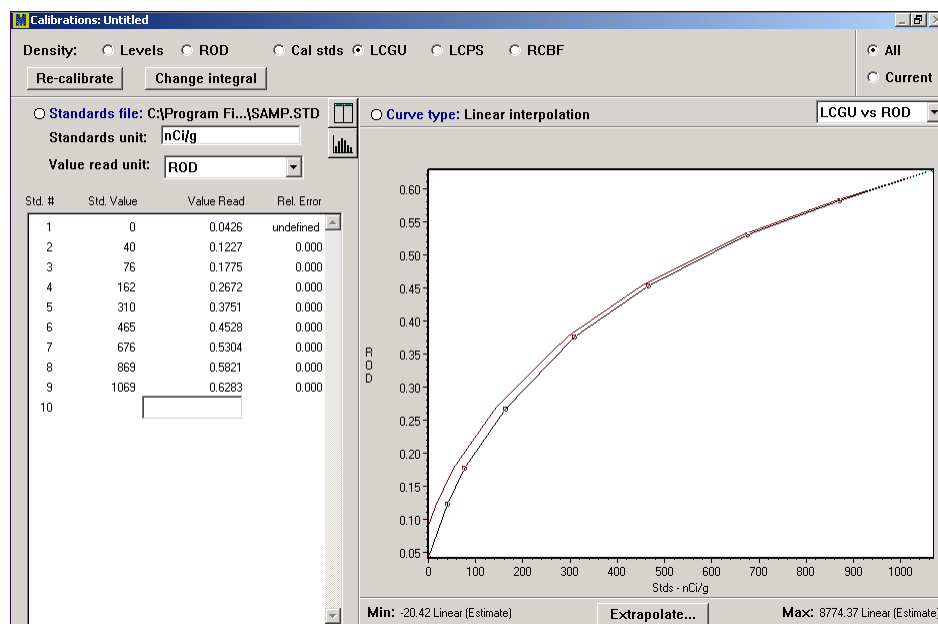 Calibrations: Untitled
Density: Levels ROD Cal stds LCGU LCPS RCBF All
Re-calibrate Change integral Current
Standards file: C:\Program Fi...\SAMP.STD
Standards unit: nCi/g
Value read unit: ROD
Std. # Std. Value Value Read Rel. Error
1 0 0.0426 undefined
2 40 0.1227 0.000
3 76 0.1775 0.000
4 162 0.2672 0.000
5 310 0.3751 0.000
6 465 0.4528 0.000
7 676 0.5304 0.000
8 869 0.5821 0.000
9 1069 0.6283 0.000
10
Curve type: Linear interpolation LCGU vs ROD
0.60
0.55
0.50
0.45
0.40
0.35
0.30
0.25
0.20
0.15
0.10
0.05
ROD
0 100 200 300 400 500 600 700 800 900 1000
Stds - nCi/g
Min: -20.42 Linear (Estimate) Extrapolate... Max: 8774.37 Linear (Estimate